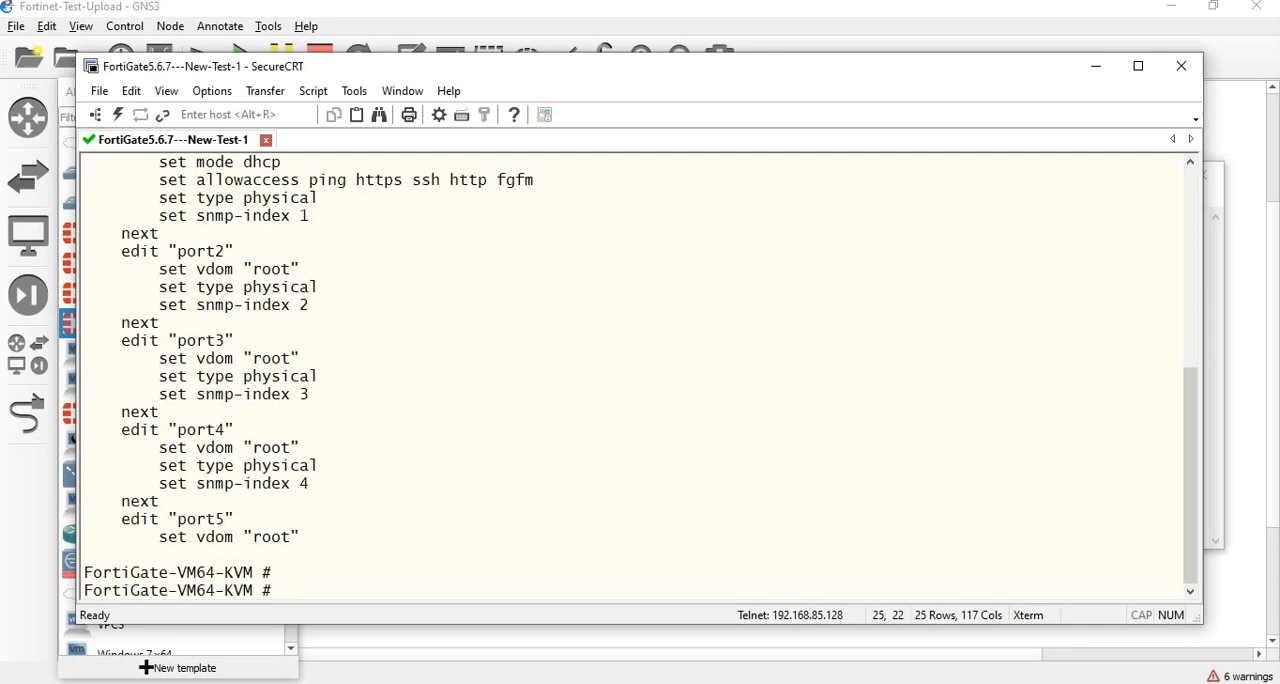 Fortinet-Test-Upload - GNS3
File Edit View Control Node Annotate Tools Help
FortiGate5.6.7---New-Test-1 - SecureCRT
File Edit View Options Transfer Script Tools Window Help
Enter host <Alt+R>
FortiGate5.6.7---New-Test-1
set mode dhcp
set allowaccess ping https ssh http fgfm
set type physical
set snmp-index 1
next
edit "port2"
set vdom "root"
set type physical
set snmp-index 2
next
edit "port3"
set vdom "root"
set type physical
set snmp-index 3
next
edit "port4"
set vdom "root"
set type physical
set snmp-index 4
next
edit "port5"
set vdom "root"
FortiGate-VM64-KVM #
FortiGate-VM64-KVM #
Ready Telnet: 192.168.85.128 25, 22 25 Rows, 117 Cols Xterm CAP NUM
VPCS
Windows 7 x64
New template
6 warnings